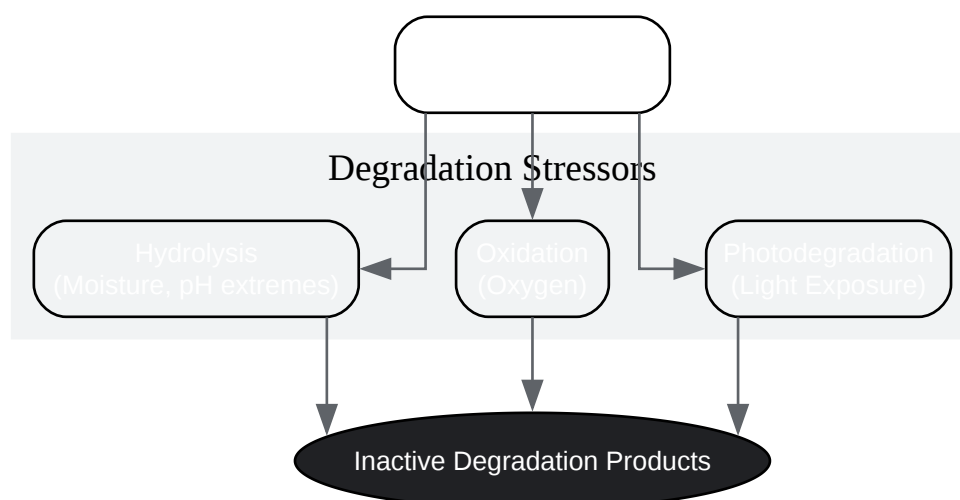 Degradation Stressors
Hydrolysis
(Moisture, pH extremes)
Oxidation
(Oxygen)
Photodegradation
(Light Exposure)
Inactive Degradation Products